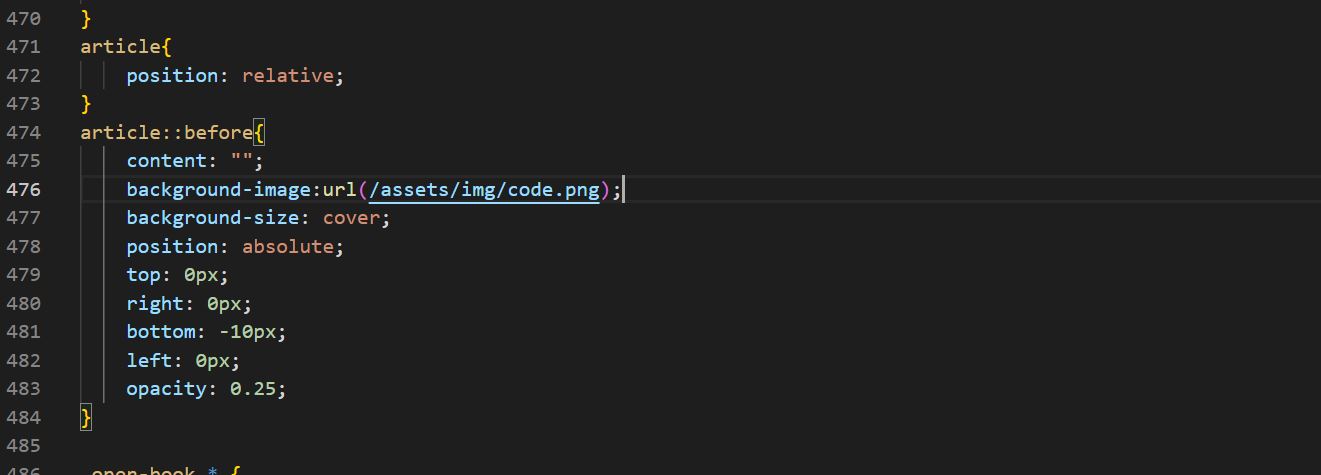 470 }
471 article{
472 position: relative;
473 }
474 article::before{
475 content: "";
476 background-image:url(/assets/img/code.png);
477 background-size: cover;
478 position: absolute;
479 top: 0px;
480 right: 0px;
481 bottom: -10px;
482 left: 0px;
483 opacity: 0.25;
484 }
485
486 .open-book * {